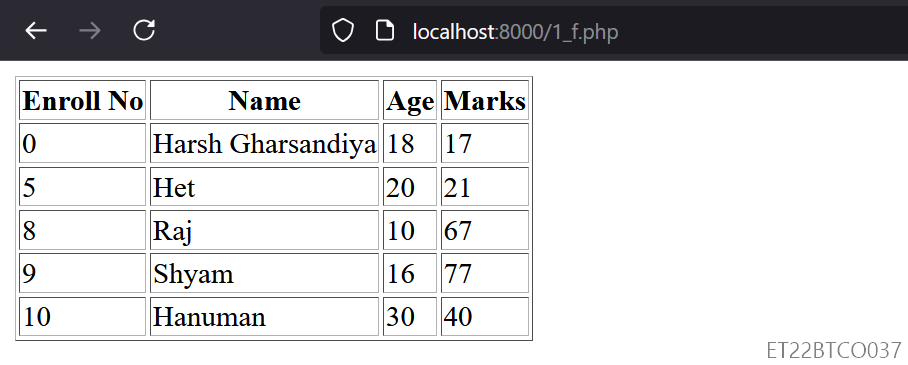 localhost:8000/1_f.php
Enroll No Name Age Marks
0 Harsh Gharsandiya 18 17
5 Het 20 21
8 Raj 10 67
9 Shyam 16 77
10 Hanuman 30 40
ET22BTCO037